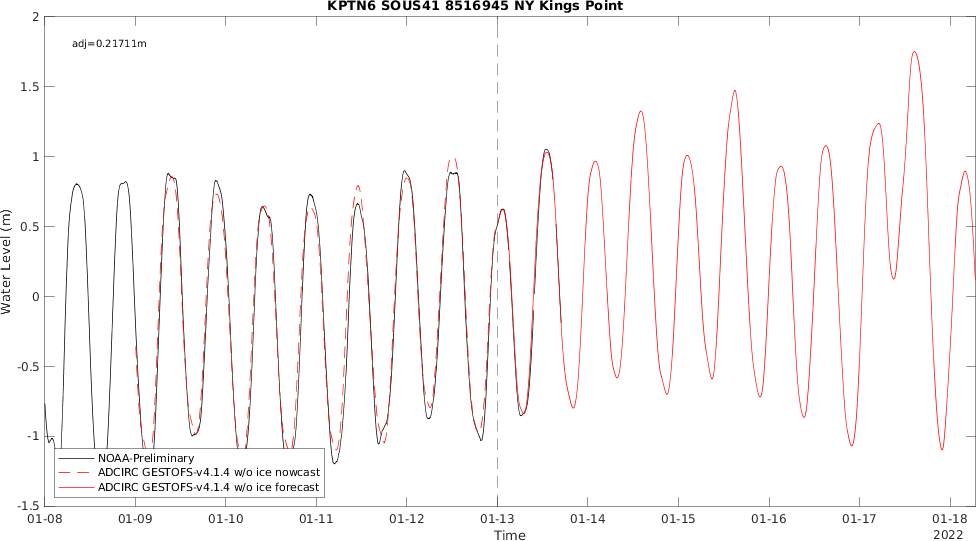 KPTN6 SOUS41 8516945 NY Kings Point
adj=0.21711m
Water Level (m)
2
1.5
1
0.5
0
-0.5
-1
-1.5
NOAA-Preliminary
ADCIRC GESTOFS-v4.1.4 w/o ice nowcast
ADCIRC GESTOFS-v4.1.4 w/o ice forecast
01-08 01-09 01-10 01-11 01-12 01-13 01-14 01-15 01-16 01-17 01-18
Time
2022